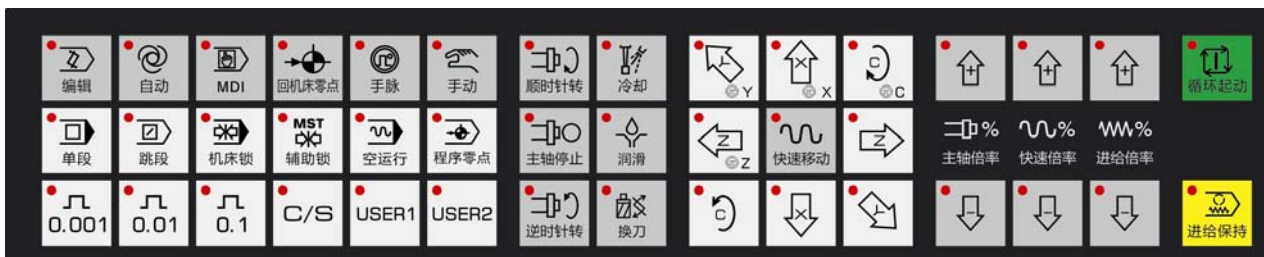 编辑 自动 MDI 回机床零点 手脉 手动 顺时针转 冷却 Y X C C 循环起动
单段 跳段 机床锁 MST 辅助锁 空运行 程序零点 主轴停止 润滑 Z Z 快速移动 Z % 主轴倍率 % 快速倍率 % 进给倍率
0.001 0.01 0.1 C/S USER1 USER2 逆时针转 换刀 C X Y 进给保持